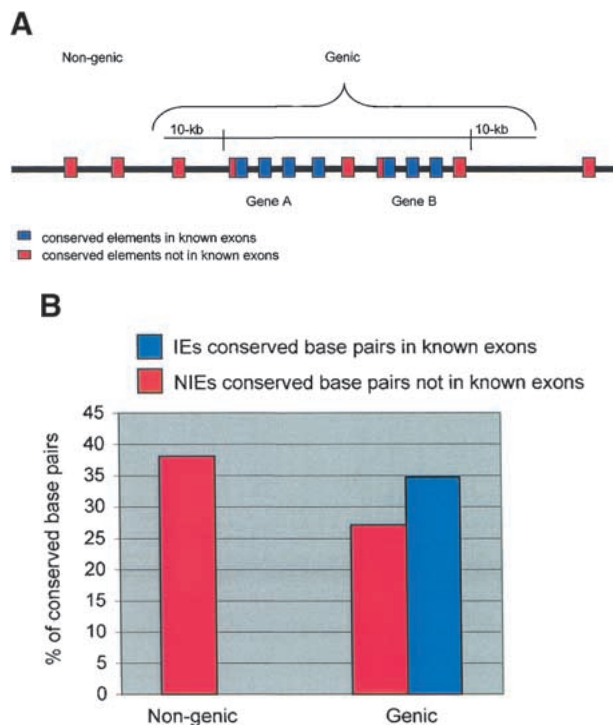 A
Non-genic Genic
10-kb 10-kb
Gene A Gene B
conserved elements in known exons
conserved elements not in known exons
B
IEs conserved base pairs in known exons
NIEs conserved base pairs not in known exons
% of conserved base pairs
45
40
35
30
25
20
15
10
5
0
Non-genic Genic